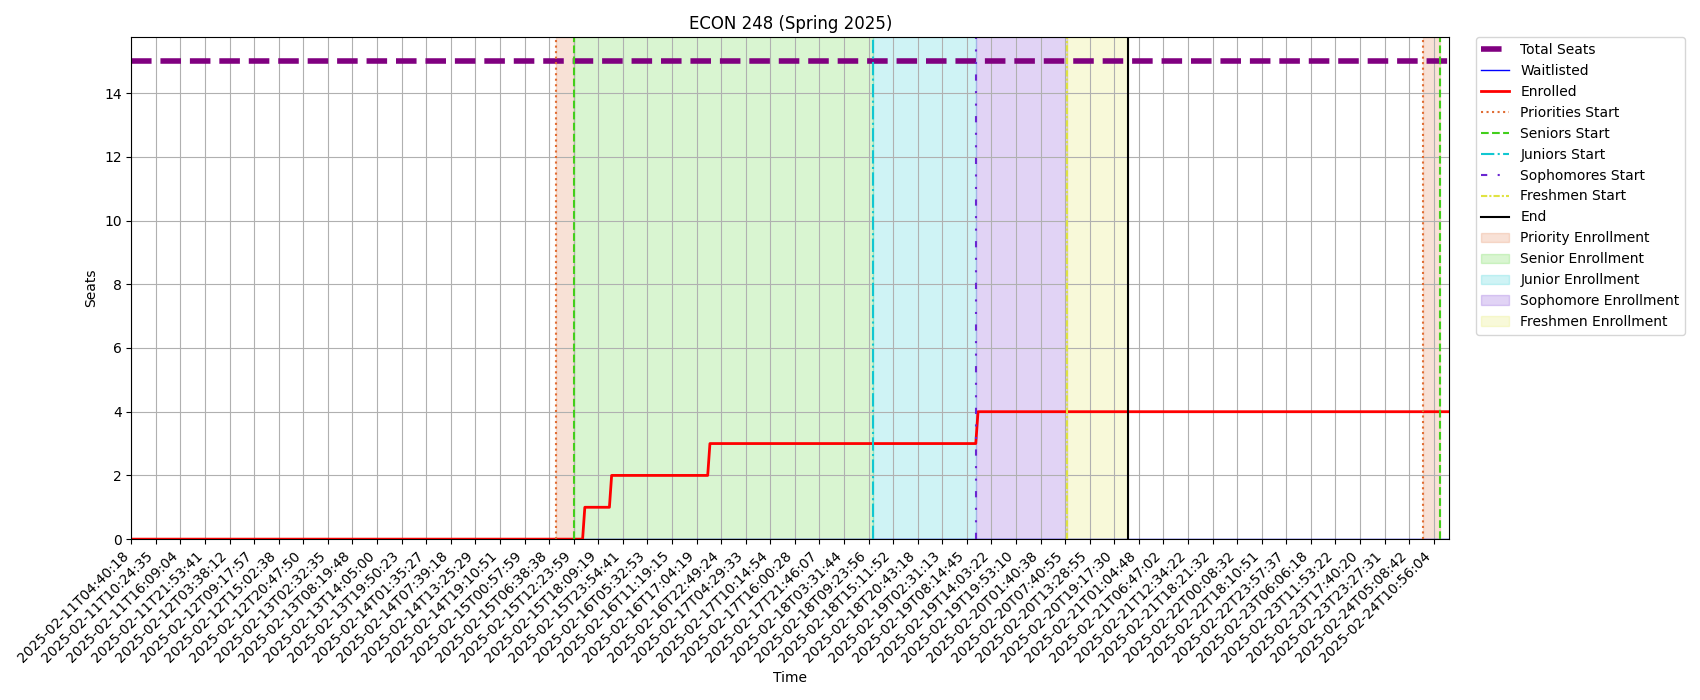 ECON 248 (Spring 2025)
Total Seats
Waitlisted
Enrolled
Priorities Start
Seniors Start
Juniors Start
Sophomores Start
Freshmen Start
End
Priority Enrollment
Senior Enrollment
Junior Enrollment
Sophomore Enrollment
Freshmen Enrollment
Seats
14
12
10
8
6
4
2
0
2025-02-11T04:40:18
2025-02-11T10:24:35
2025-02-11T16:09:04
2025-02-11T21:53:41
2025-02-12T03:38:12
2025-02-12T09:17:57
2025-02-12T15:02:38
2025-02-12T20:47:50
2025-02-13T02:32:35
2025-02-13T08:19:48
2025-02-13T14:05:00
2025-02-13T19:50:23
2025-02-14T01:35:27
2025-02-14T07:39:18
2025-02-14T13:25:29
2025-02-14T19:10:51
2025-02-15T00:57:59
2025-02-15T06:38:38
2025-02-15T12:23:59
2025-02-15T18:09:19
2025-02-15T23:54:41
2025-02-16T05:32:53
2025-02-16T11:19:15
2025-02-16T17:04:19
2025-02-16T22:49:24
2025-02-17T04:29:33
2025-02-17T10:14:54
2025-02-17T16:00:28
2025-02-17T21:46:07
2025-02-18T03:31:44
2025-02-18T09:23:56
2025-02-18T15:11:52
2025-02-18T20:43:18
2025-02-19T02:31:13
2025-02-19T08:14:45
2025-02-19T14:03:22
2025-02-19T19:53:10
2025-02-20T01:40:38
2025-02-20T07:40:55
2025-02-20T13:28:55
2025-02-20T19:17:30
2025-02-21T01:04:48
2025-02-21T06:47:02
2025-02-21T12:34:22
2025-02-21T18:21:32
2025-02-22T00:08:32
2025-02-22T18:10:51
2025-02-22T23:57:37
2025-02-23T06:06:18
2025-02-23T11:53:22
2025-02-23T17:40:20
2025-02-23T23:27:31
2025-02-24T05:08:42
2025-02-24T10:56:04
Time